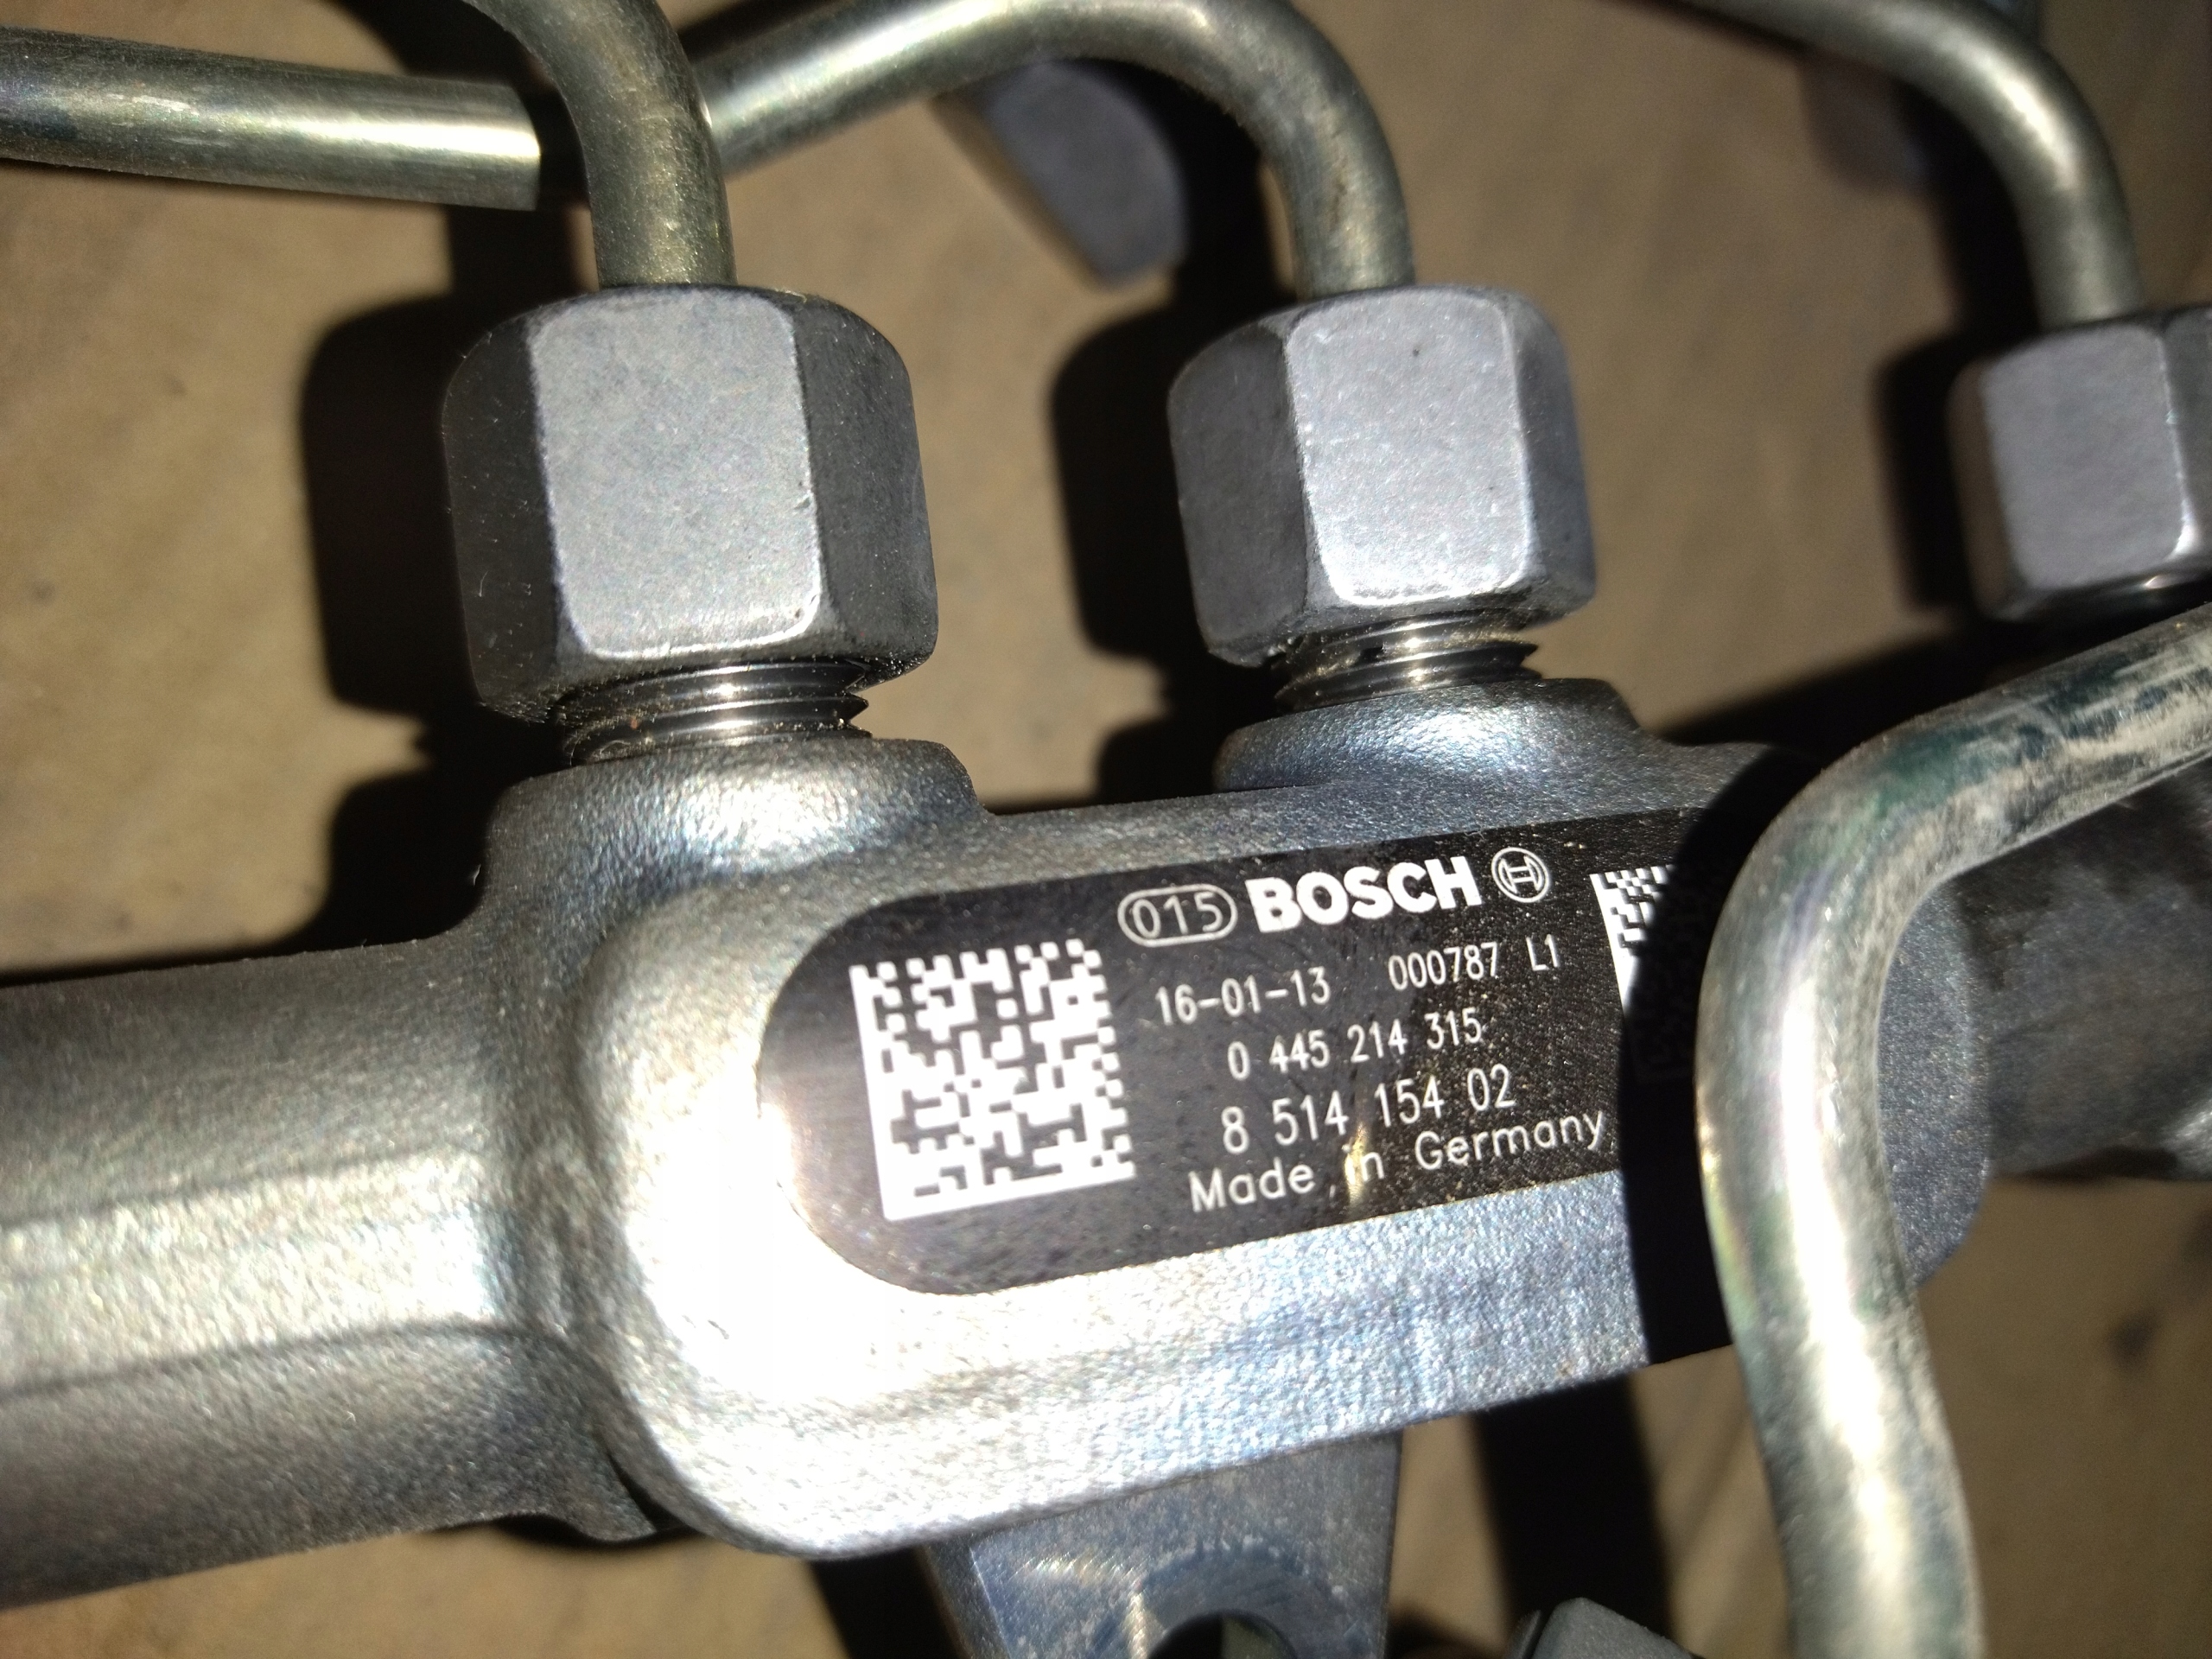 015 BOSCH
16-01-13 000787 L1
0 445 214 315
8 514 154 02
Made in Germany